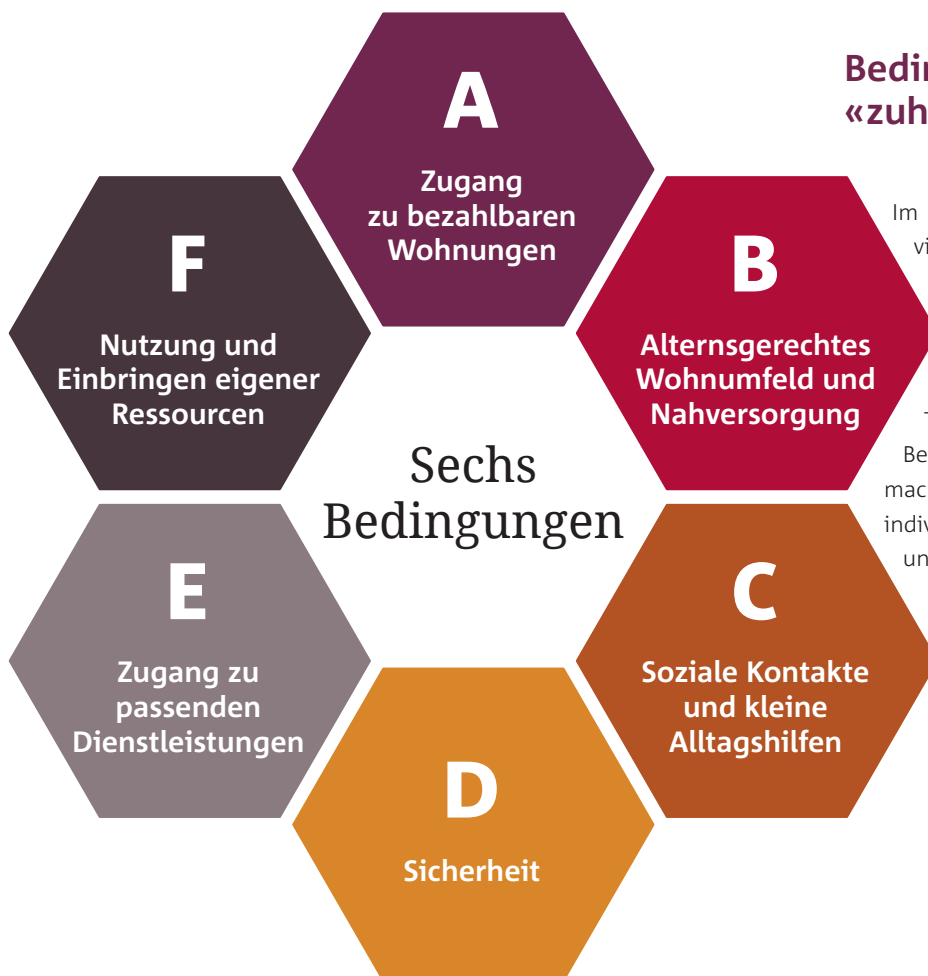 A
Zugang
zu bezahlbaren
Wohnungen
B
Alternsgerechtes
Wohnumfeld und
Nahversorgung
C
Soziale Kontakte
und kleine
Alltagshilfen
D
Sicherheit
E
Zugang zu
passenden
Dienstleistungen
F
Nutzung und
Einbringen eigener
Ressourcen
Sechs
Bedingungen
Im